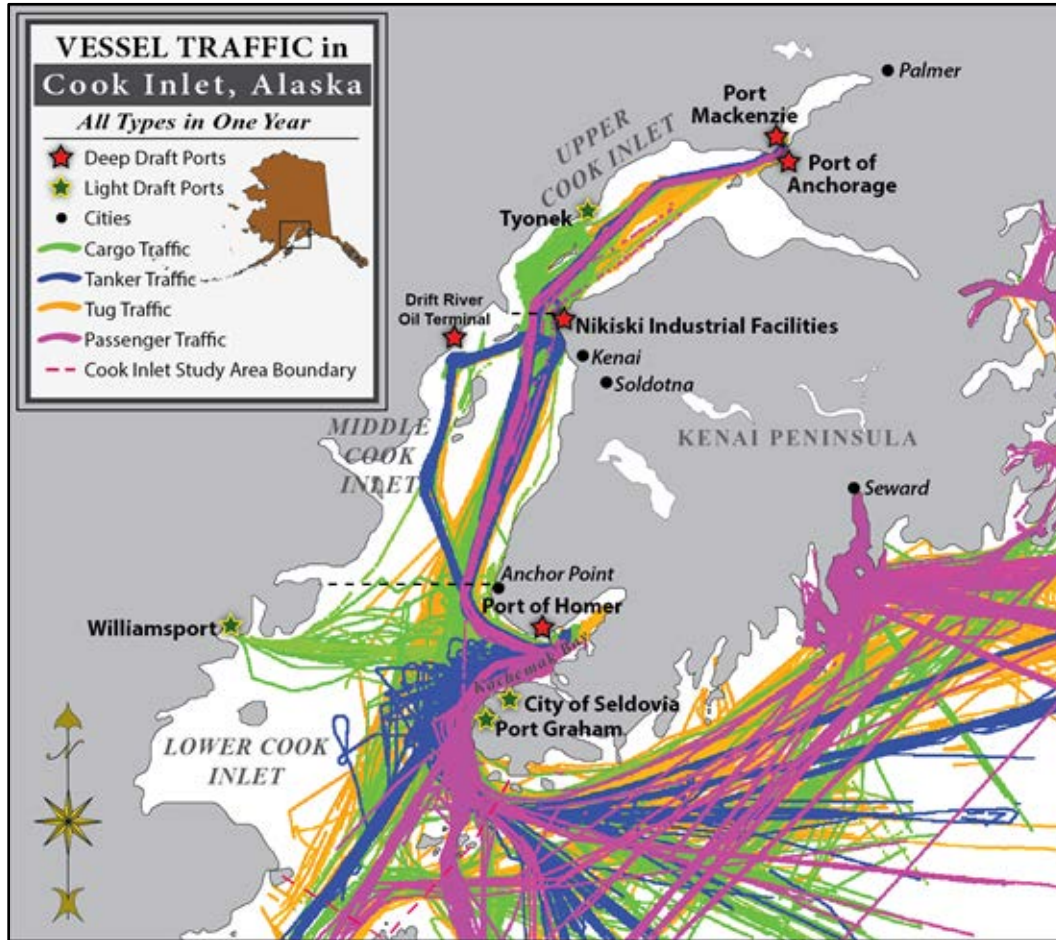 VESSEL TRAFFIC in
Cook Inlet, Alaska
All Types in One Year
Deep Draft Ports
Light Draft Ports
Cities
Cargo Traffic
Tanker Traffic
Tug Traffic
Passenger Traffic
Cook Inlet Study Area Boundary
Palmer
Port
Mackenzie
Port of
Anchorage
UPPER
COOK INLET
Tyonek
Drift River
Oil Terminal
Nikiski Industrial Facilities
Kenai
Soldotna
MIDDLE
COOK
INLET
KENAI PENINSULA
Seward
Anchor Point
Port of Homer
Williamsport
Kachemak Bay
City of Seldovia
Port Graham
LOWER COOK
INLET
N